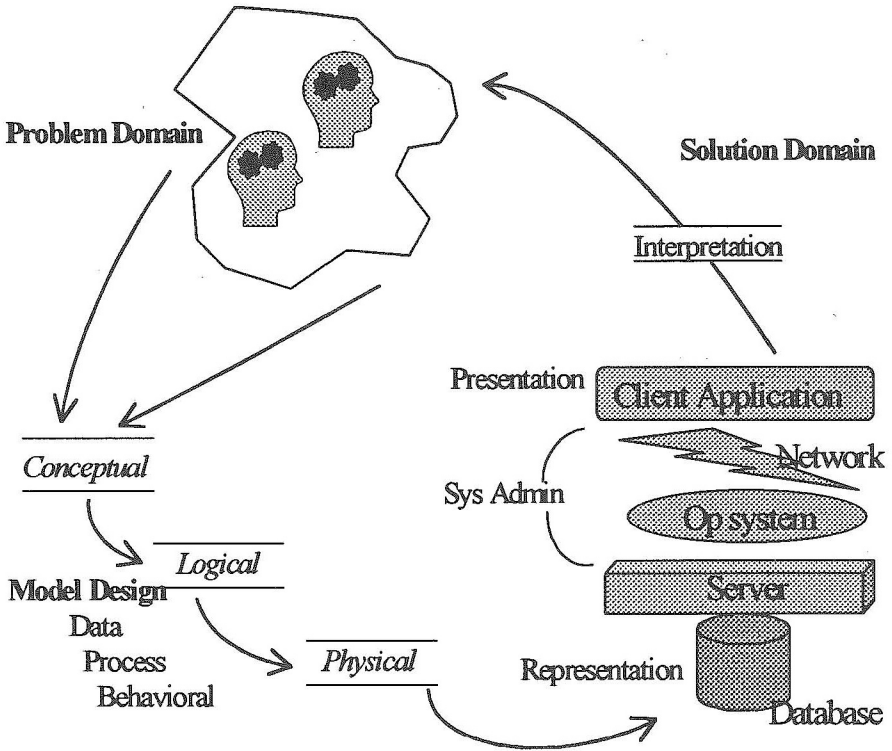 Problem Domain
Solution Domain
Interpretation
Presentation
Client Application
Network
Conceptual
Sys Admin
Op system
Logical
Server
Model Design
Data
Process
Behavioral
Physical
Representation
Database